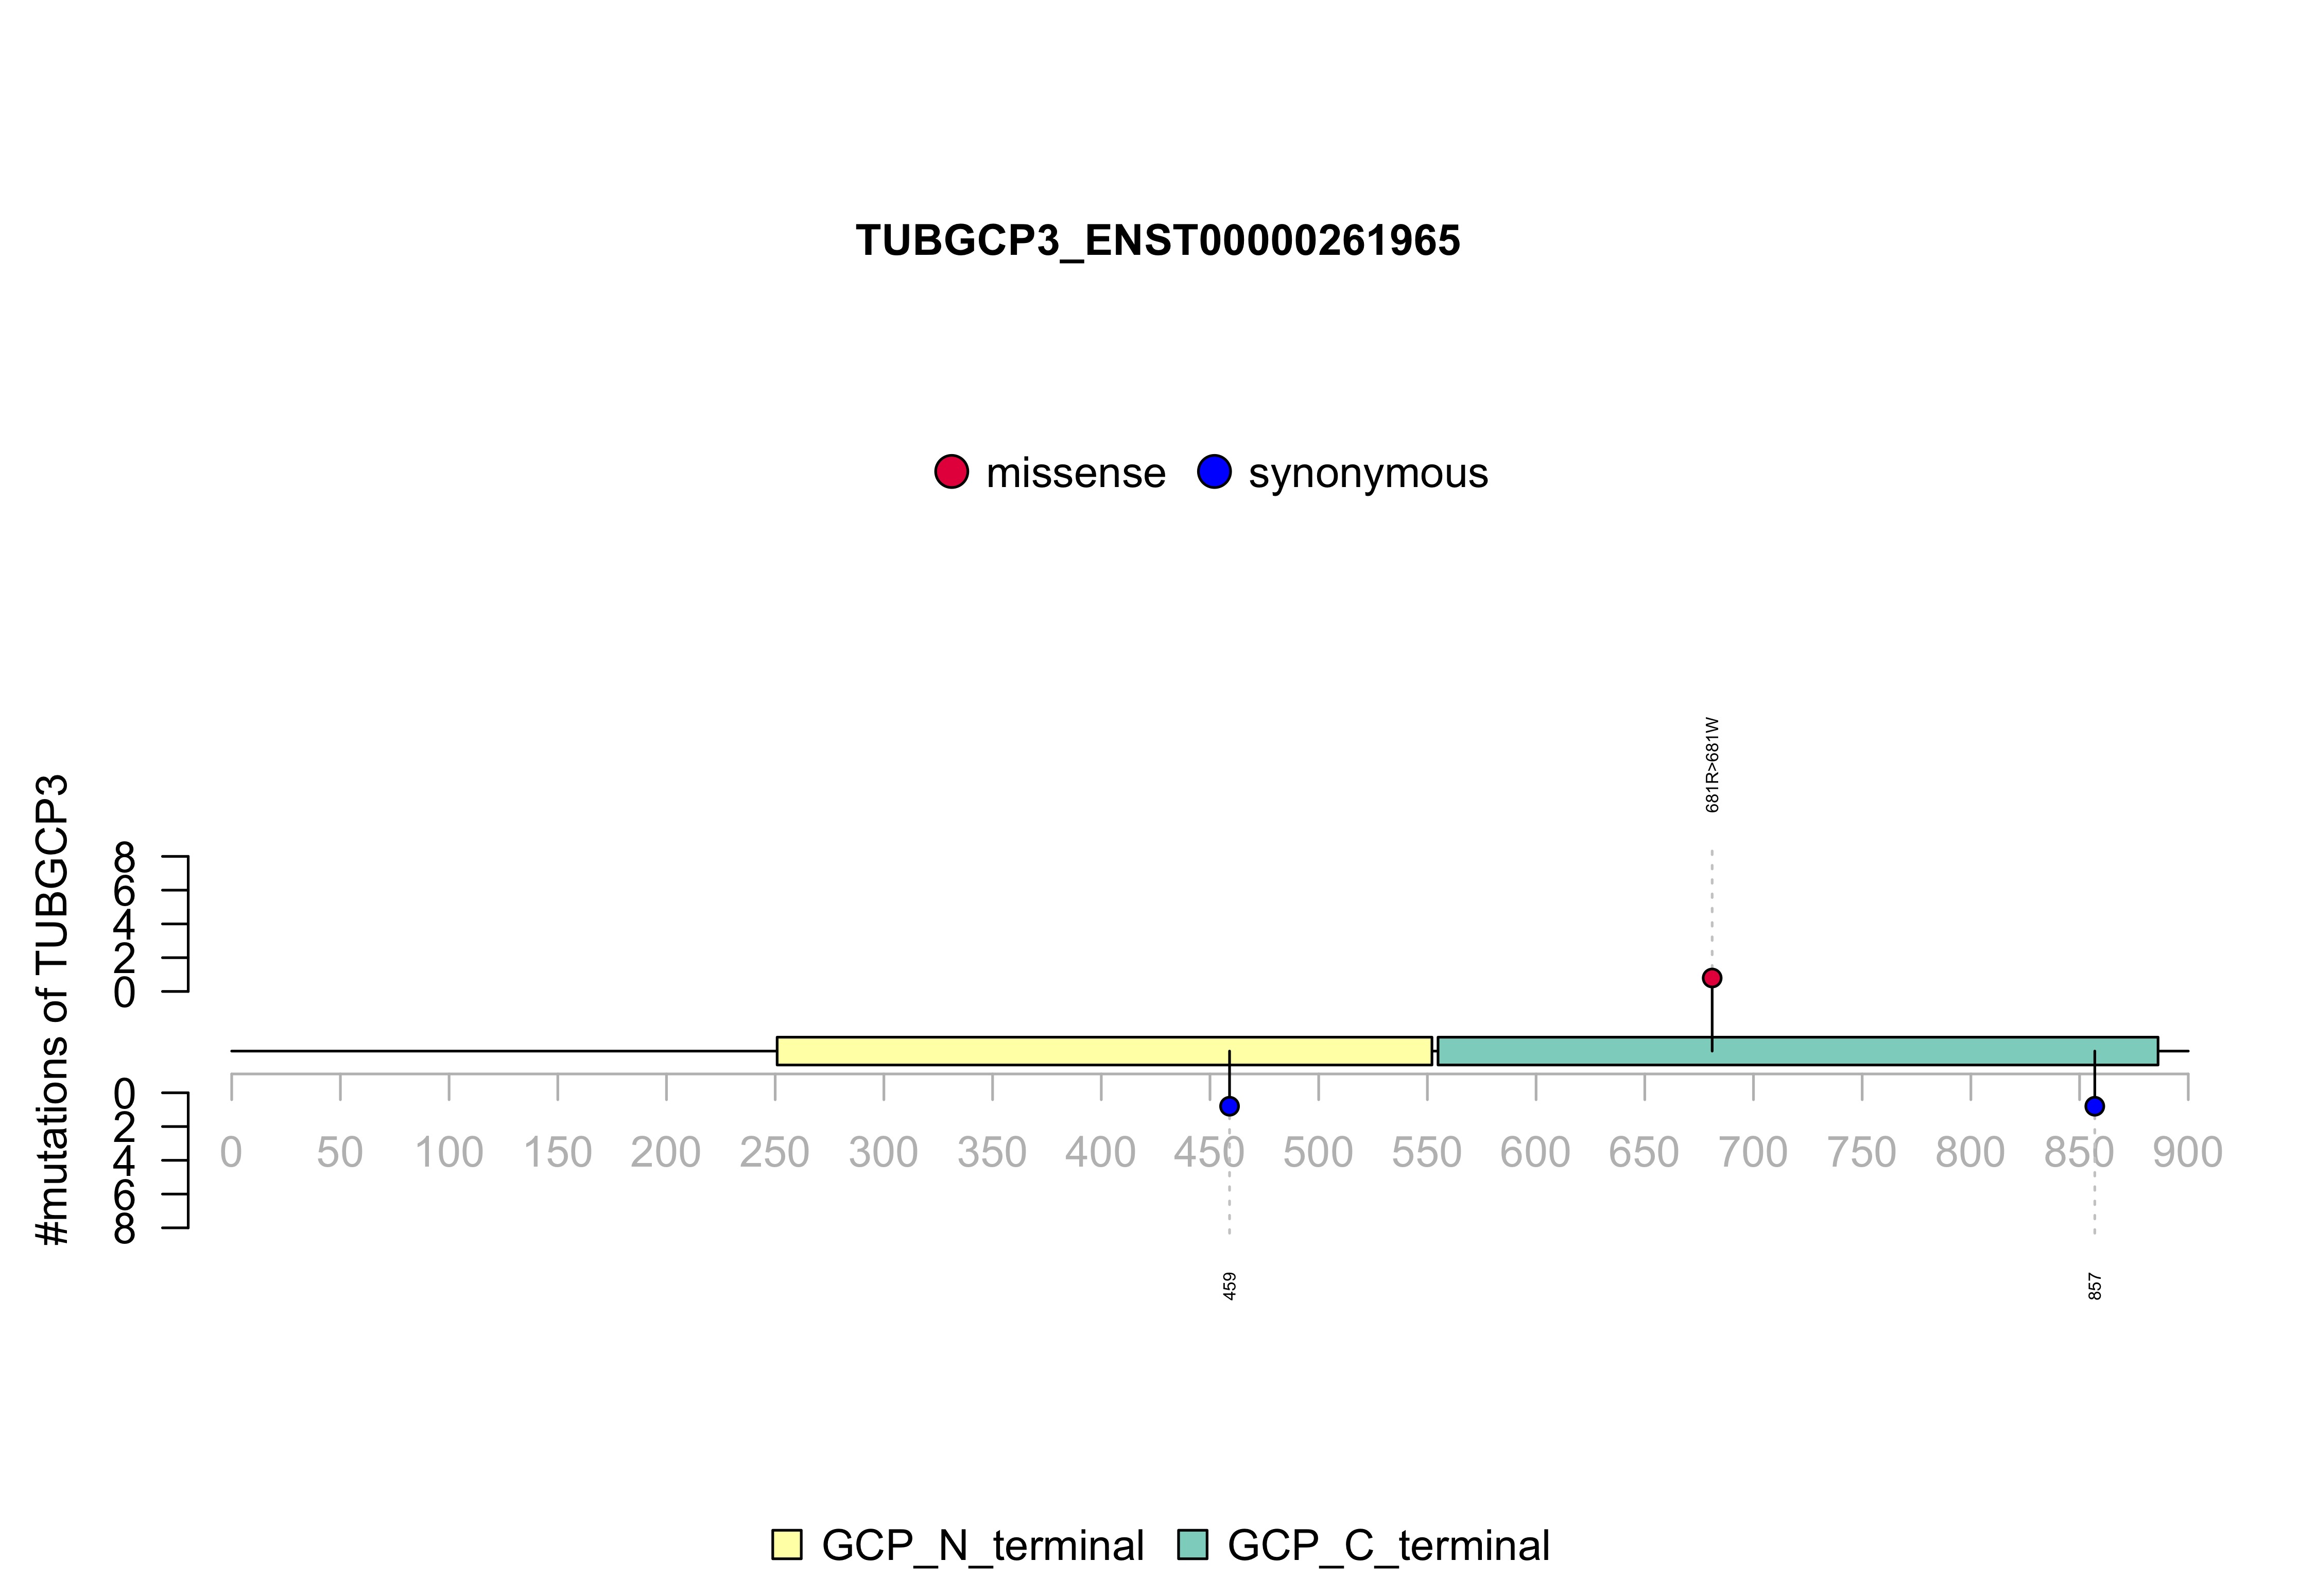 TUBGCP3_ENST00000261965
missense synonymous
681R>681W
#mutations of TUBGCP3
8
6
4
2
0
0
2
4
6
8
0 50 100 150 200 250 300 350 400 450 500 550 600 650 700 750 800 850 900
459 857
GCP_N_terminal GCP_C_terminal